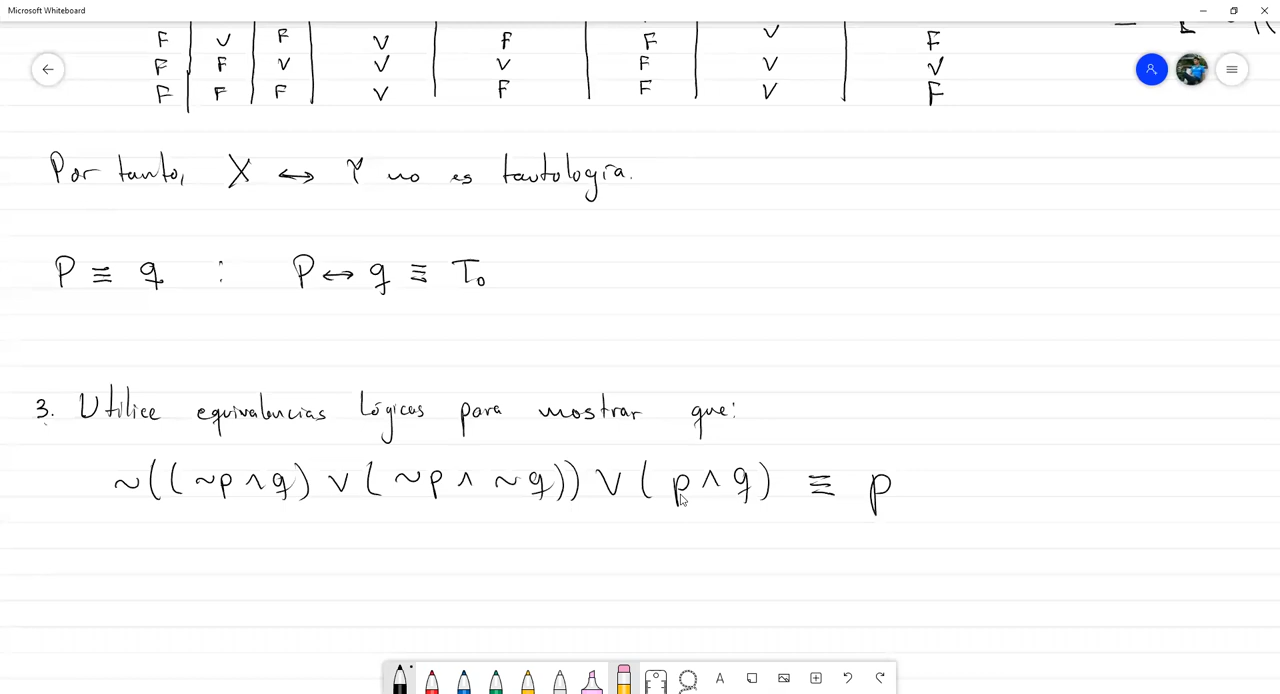 Microsoft Whiteboard
F V F V F F V F
F F V V V F V V
F F F V F F V F
Por tanto, X ↔ Y no es tautología.
P ≡ q : P ↔ q ≡ T₀
3. Utilice equivalencias lógicas para mostrar que:
~((~p ∧ q) ∨ (~p ∧ ~q)) ∨ (p ∧ q) ≡ p
A